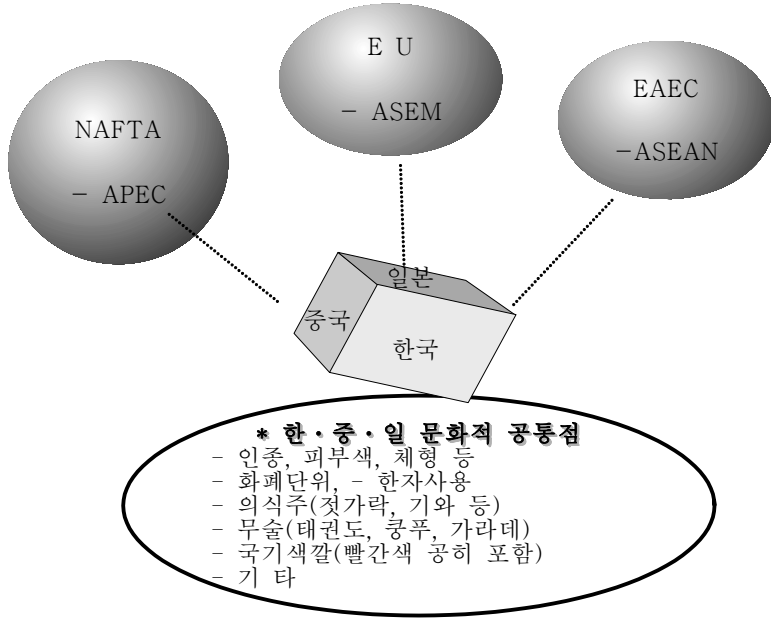 NAFTA
- APEC
E U
- ASEM
EAEC
-ASEAN
일본
중국
한국
* 한·중·일 문화적 공통점
- 인종, 피부색, 체형 등
- 화폐단위, - 한자사용
- 의식주(젓가락, 기와 등)
- 무술(태권도, 쿵푸, 가라데)
- 국기색깔(빨간색 공히 포함)
- 기 타